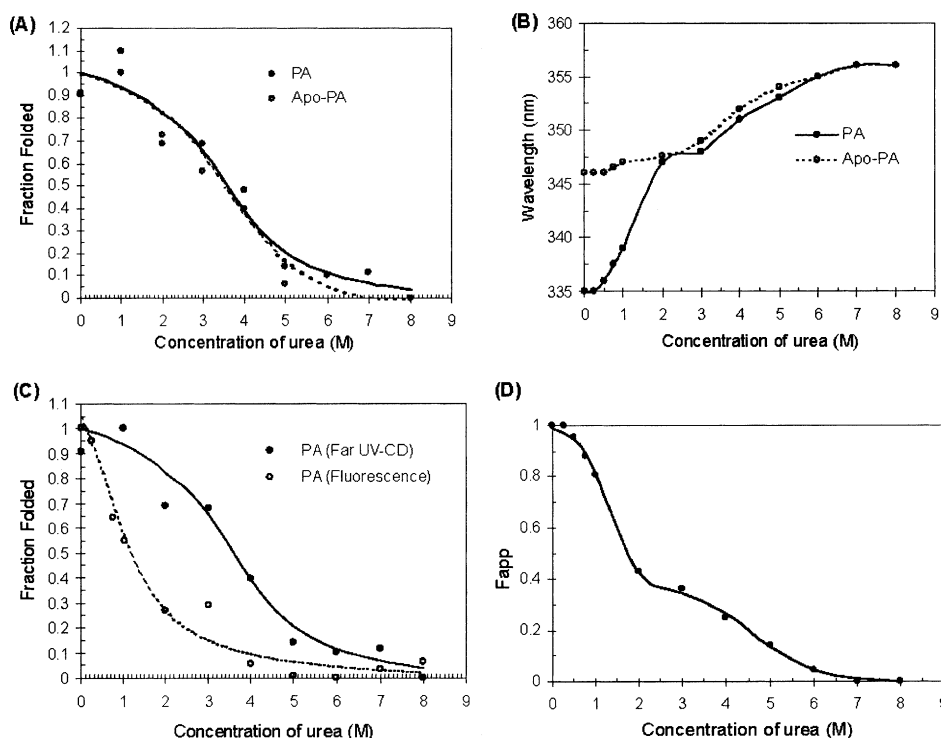 (A)
Fraction Folded
1.2
1.1
1
0.9
0.8
0.7
0.6
0.5
0.4
0.3
0.2
0.1
0
PA
Apo-PA
0 1 2 3 4 5 6 7 8 9
Concentration of urea (M)
(B)
Wavelength (nm)
360
355
350
345
340
335
PA
Apo-PA
0 1 2 3 4 5 6 7 8 9
Concentration of urea (M)
(C)
Fraction Folded
1.1
1
0.9
0.8
0.7
0.6
0.5
0.4
0.3
0.2
0.1
0
PA (Far UV-CD)
PA (Fluorescence)
0 1 2 3 4 5 6 7 8 9
Concentration of urea (M)
(D)
Fapp
1
0.8
0.6
0.4
0.2
0
0 1 2 3 4 5 6 7 8 9
Concentration of urea (M)